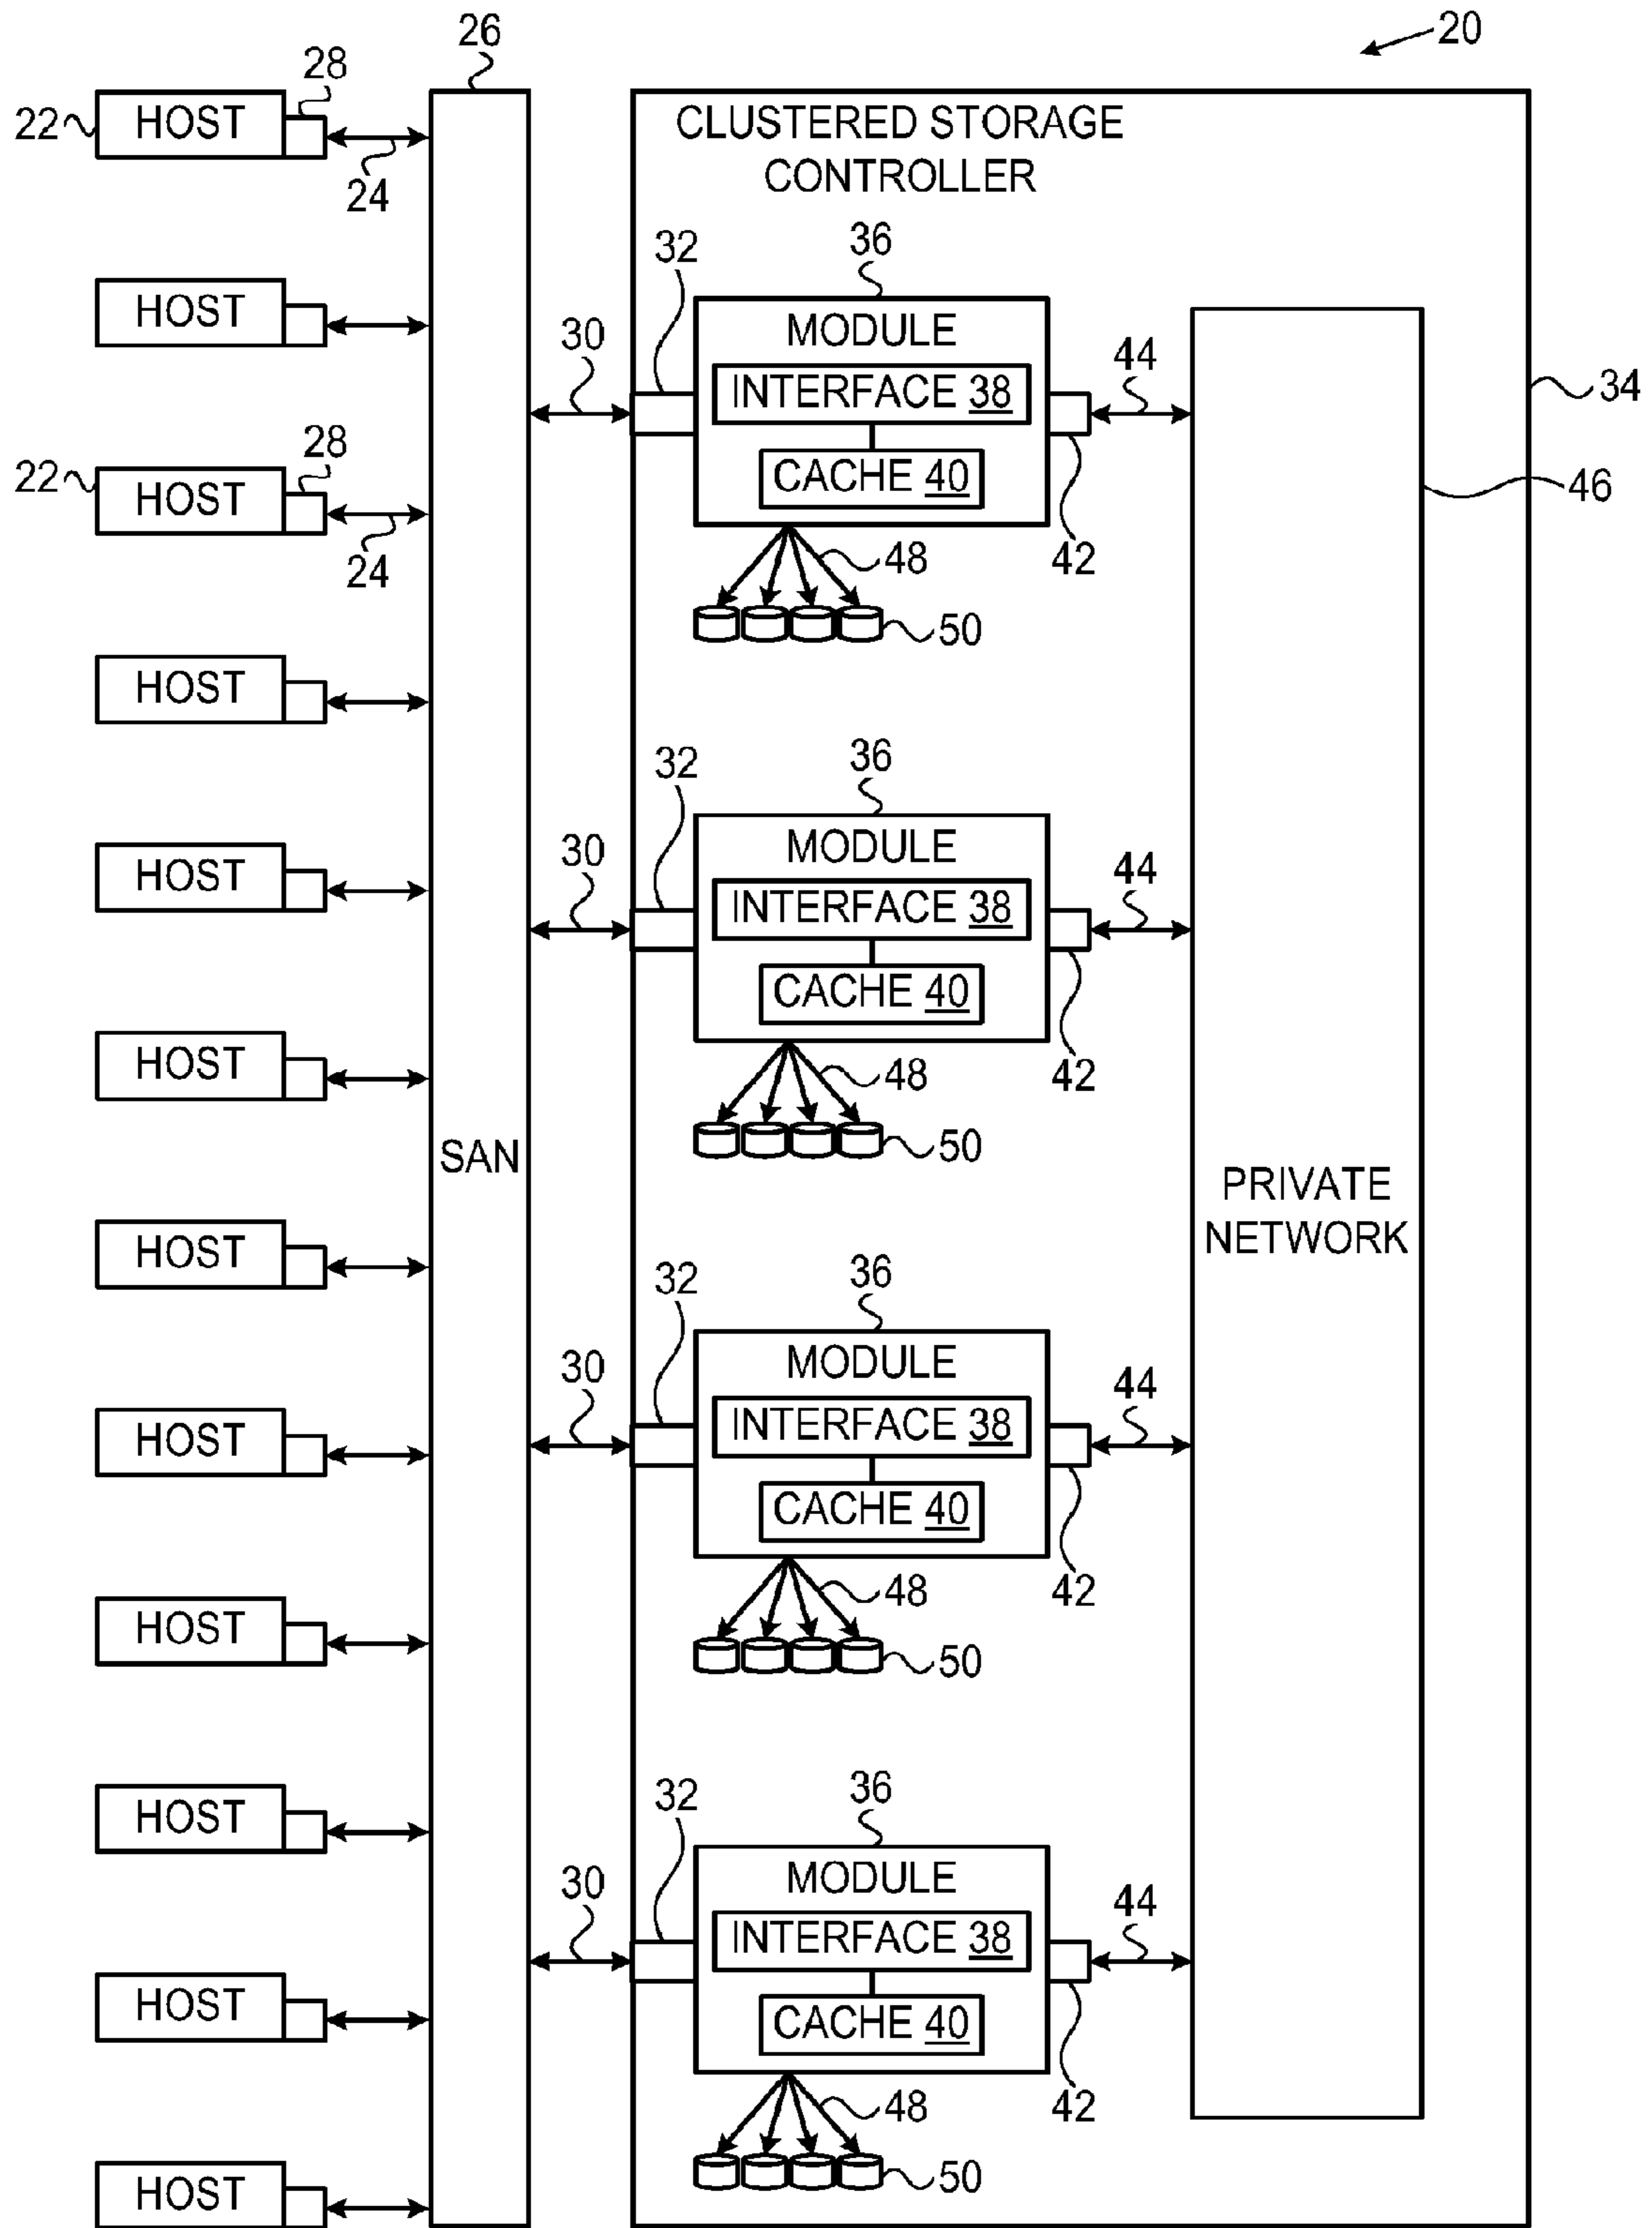 20
26
28
22 HOST
24
CLUSTERED STORAGE
CONTROLLER
HOST
28
22 HOST
24
HOST
HOST
HOST
HOST
HOST
HOST
HOST
HOST
HOST
SAN
30
32
36
MODULE
INTERFACE 38
CACHE 40
44
42
48
50
30
32
36
MODULE
INTERFACE 38
CACHE 40
44
42
48
50
30
32
36
MODULE
INTERFACE 38
CACHE 40
44
42
48
50
30
32
36
MODULE
INTERFACE 38
CACHE 40
44
42
48
50
PRIVATE
NETWORK
34
46